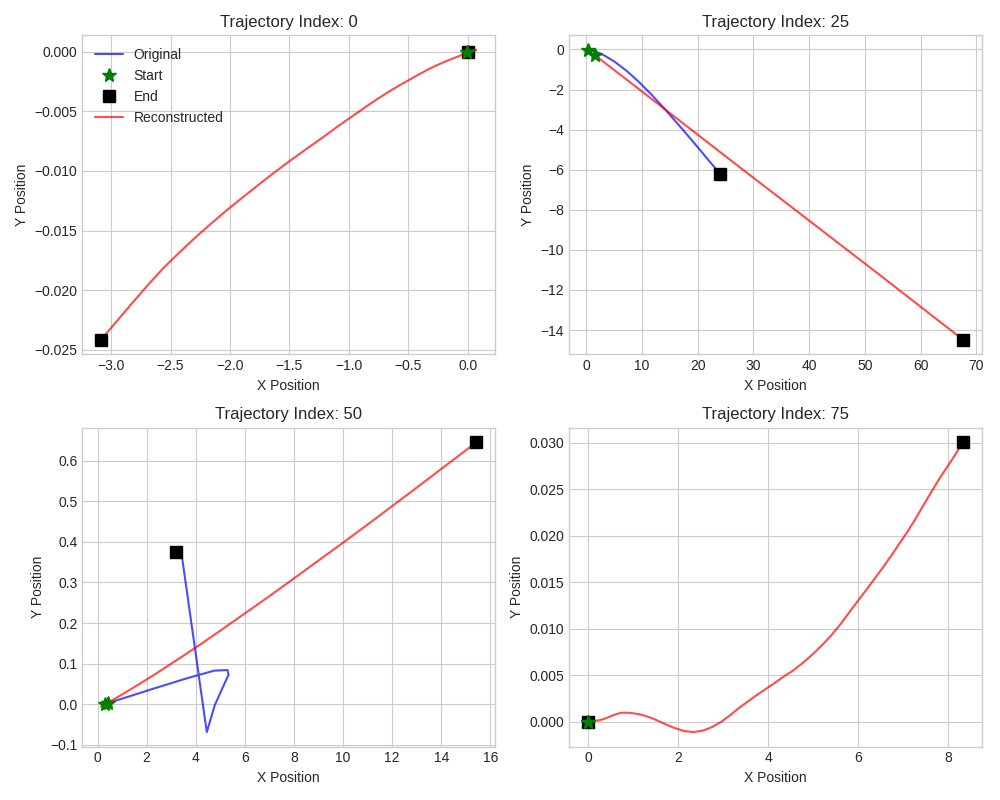 Trajectory Index: 0
Original
Start
End
Reconstructed
0.000
−0.005
−0.010
−0.015
−0.020
−0.025
Y Position
−3.0 −2.5 −2.0 −1.5 −1.0 −0.5 0.0
X Position
Trajectory Index: 25
0
−2
−4
−6
−8
−10
−12
−14
Y Position
0 10 20 30 40 50 60 70
X Position
Trajectory Index: 50
0.6
0.5
0.4
0.3
0.2
0.1
0.0
−0.1
Y Position
0 2 4 6 8 10 12 14 16
X Position
Trajectory Index: 75
0.030
0.025
0.020
0.015
0.010
0.005
0.000
Y Position
0 2 4 6 8
X Position